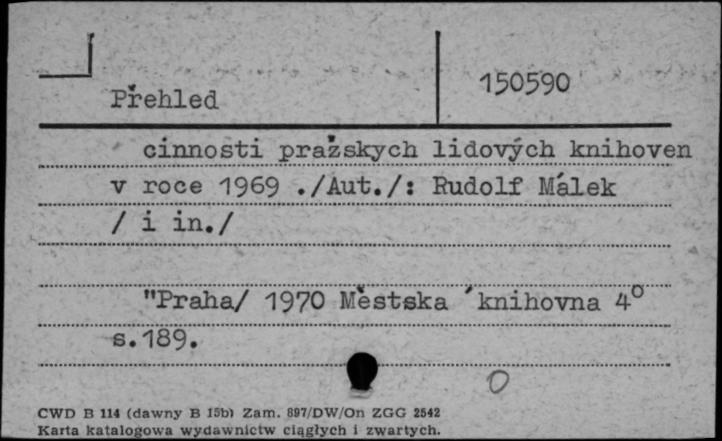 150590
Přehled
cinnosti pražskych lidových knihoven
v roce 1969 ./Aut./: Rudolf Málek
/ i in./
"Praha/ 1970 Městska ´knihovna 4°
s.189.
O
CWD B 114 (dawny B 15b) Zam. 897/DW/On ZGG 2542
Karta katalogowa wydawnictw ciągłych i zwartych.